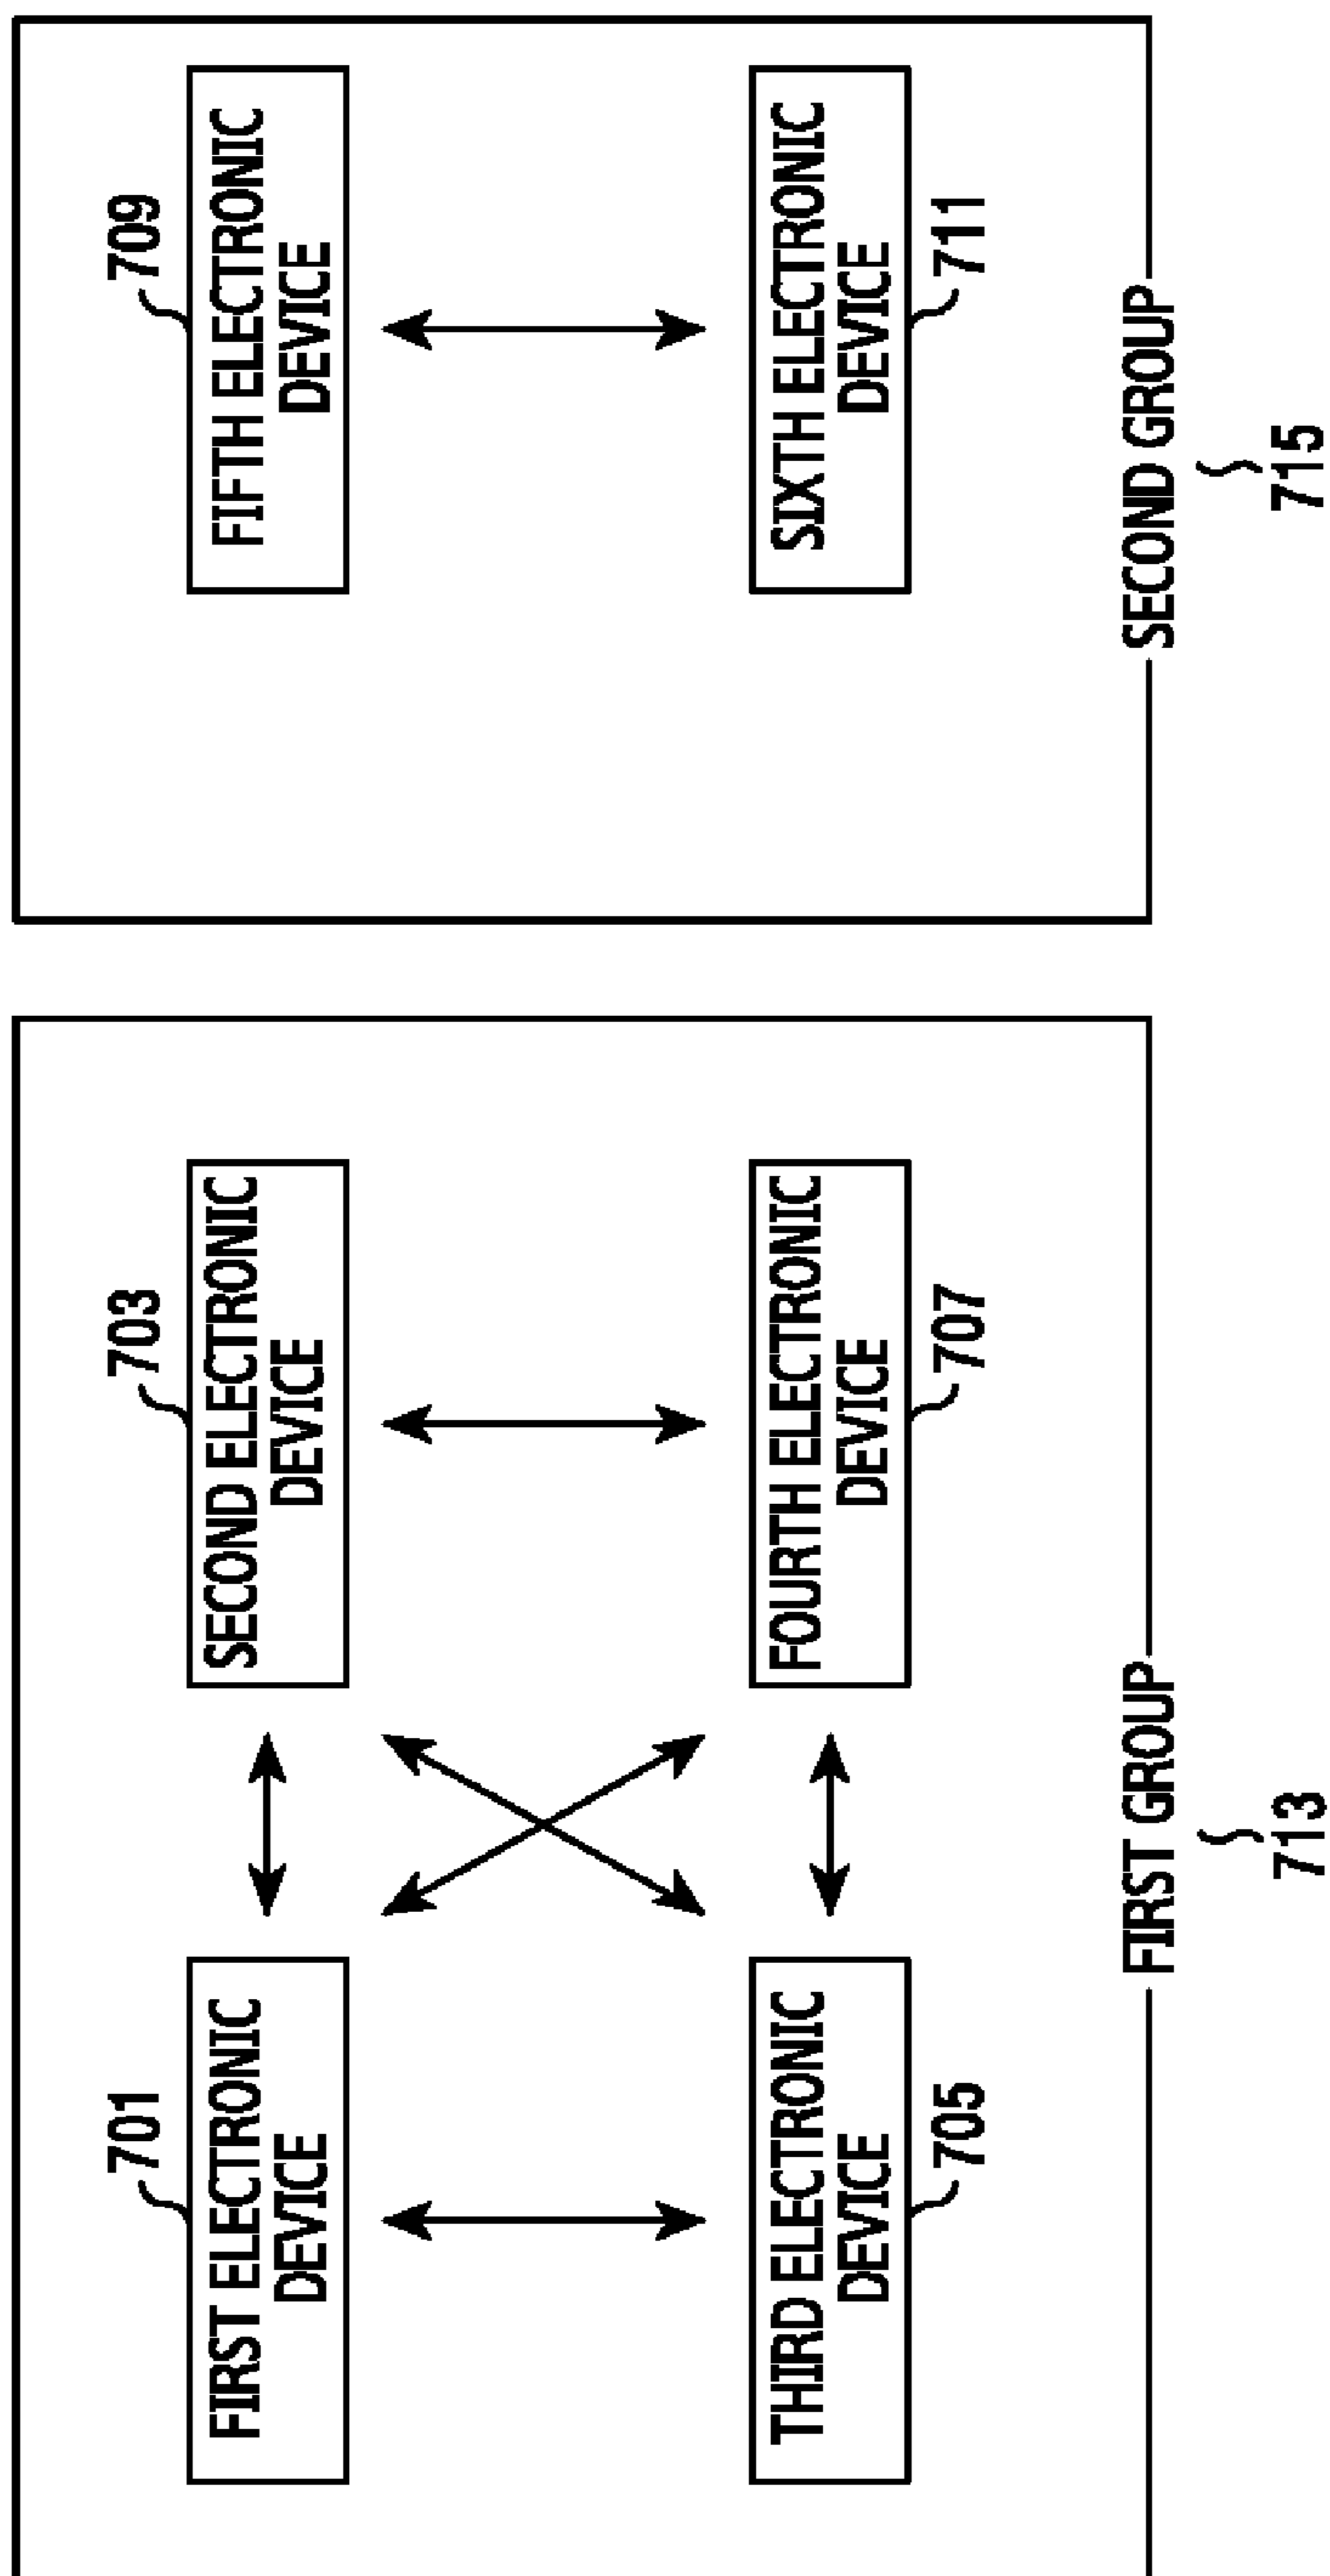 701
FIRST ELECTRONIC
DEVICE
703
SECOND ELECTRONIC
DEVICE
THIRD ELECTRONIC
DEVICE
705
FOURTH ELECTRONIC
DEVICE
707
FIRST GROUP
713
709
FIFTH ELECTRONIC
DEVICE
SIXTH ELECTRONIC
DEVICE
711
SECOND GROUP
715